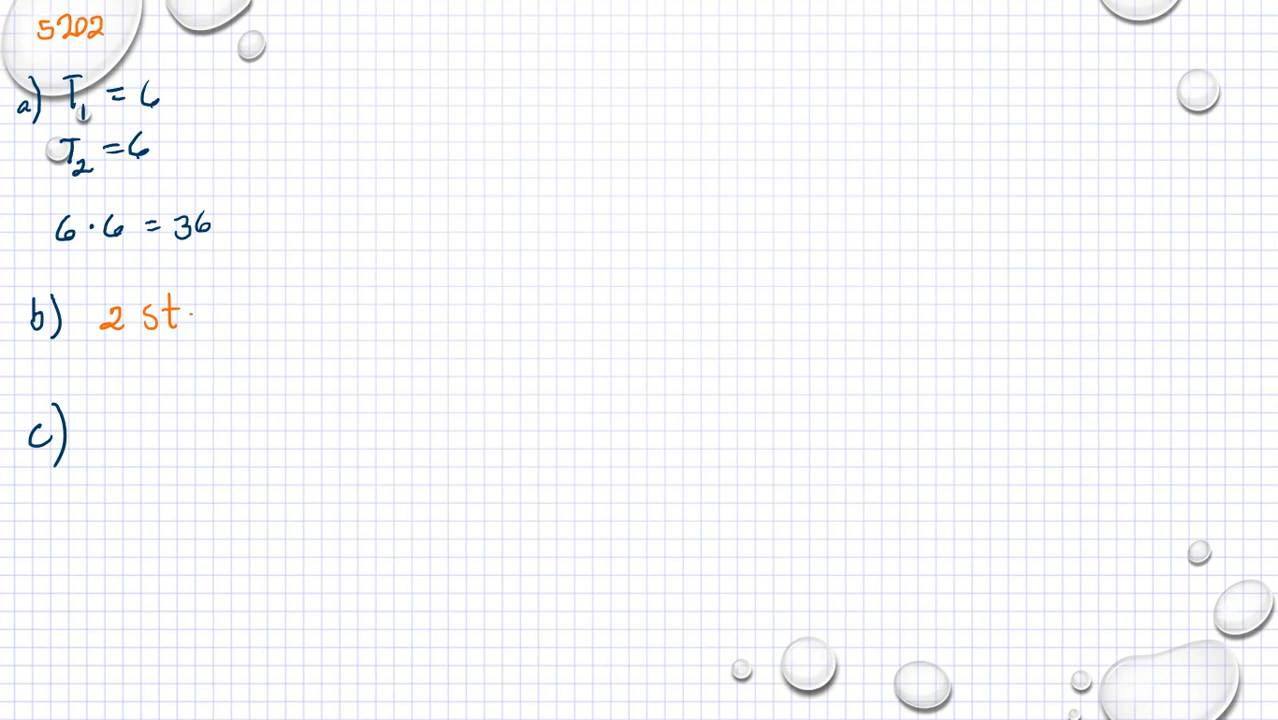 5202
a) T₁ = 6
T₂ = 6
6 · 6 = 36
b) 2 st.
c)